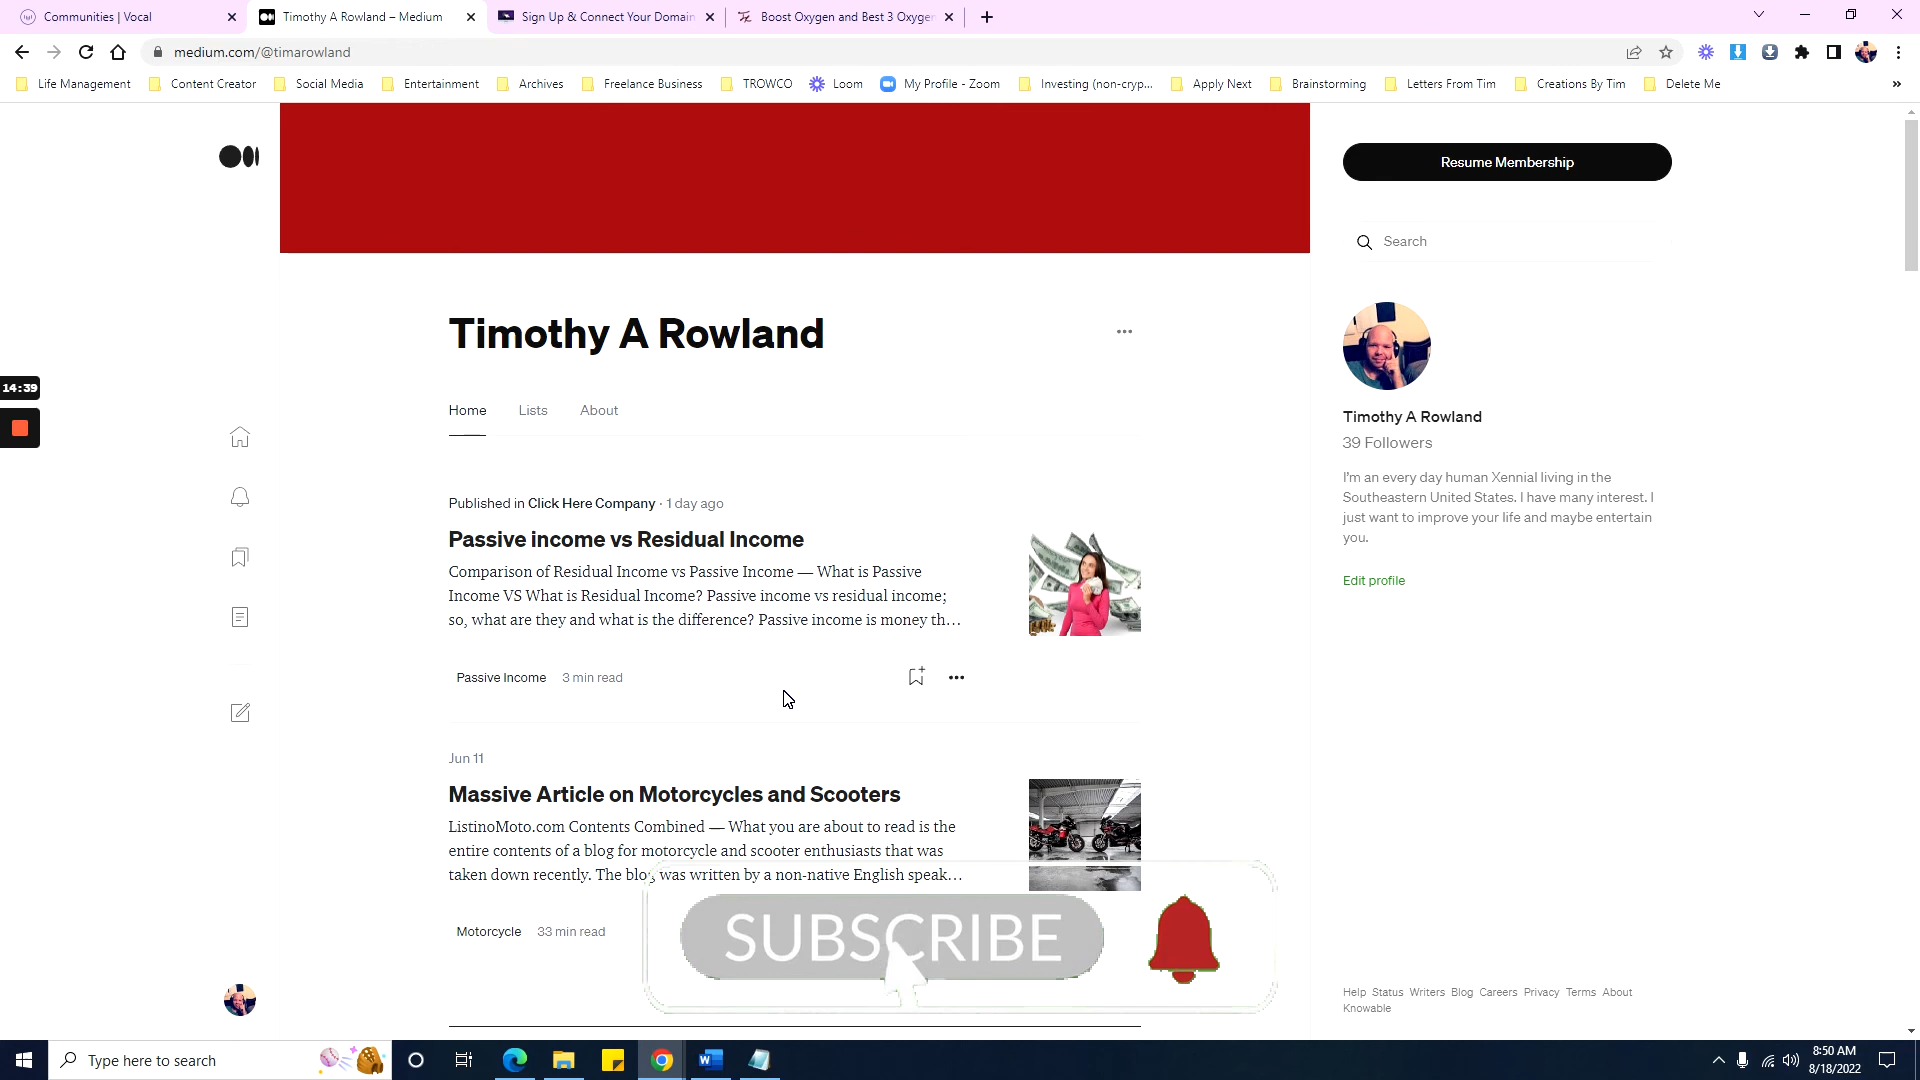 Communities | Vocal
Timothy A Rowland – Medium
Sign Up & Connect Your Domain
Boost Oxygen and Best 3 Oxygen
medium.com/@timarowland
Life Management
Content Creator
Social Media
Entertainment
Archives
Freelance Business
TROWCO
Loom
My Profile - Zoom
Investing (non-cryp...
Apply Next
Brainstorming
Letters From Tim
Creations By Tim
Delete Me
»
Resume Membership
Search
Timothy A Rowland
14:39
Home Lists About
Timothy A Rowland
39 Followers
I'm an every day human Xennial living in the
Southeastern United States. I have many interest. I
just want to improve your life and maybe entertain
you.
Edit profile
Published in Click Here Company · 1 day ago
Passive income vs Residual Income
Comparison of Residual Income vs Passive Income — What is Passive
Income VS What is Residual Income? Passive income vs residual income;
so, what are they and what is the difference? Passive income is money th…
Passive Income 3 min read
Jun 11
Massive Article on Motorcycles and Scooters
ListinoMoto.com Contents Combined — What you are about to read is the
entire contents of a blog for motorcycle and scooter enthusiasts that was
taken down recently. The blog was written by a non-native English speak…
Motorcycle 33 min read
SUBSCRIBE
Help Status Writers Blog Careers Privacy Terms About
Knowable
Type here to search
8:50 AM
8/18/2022